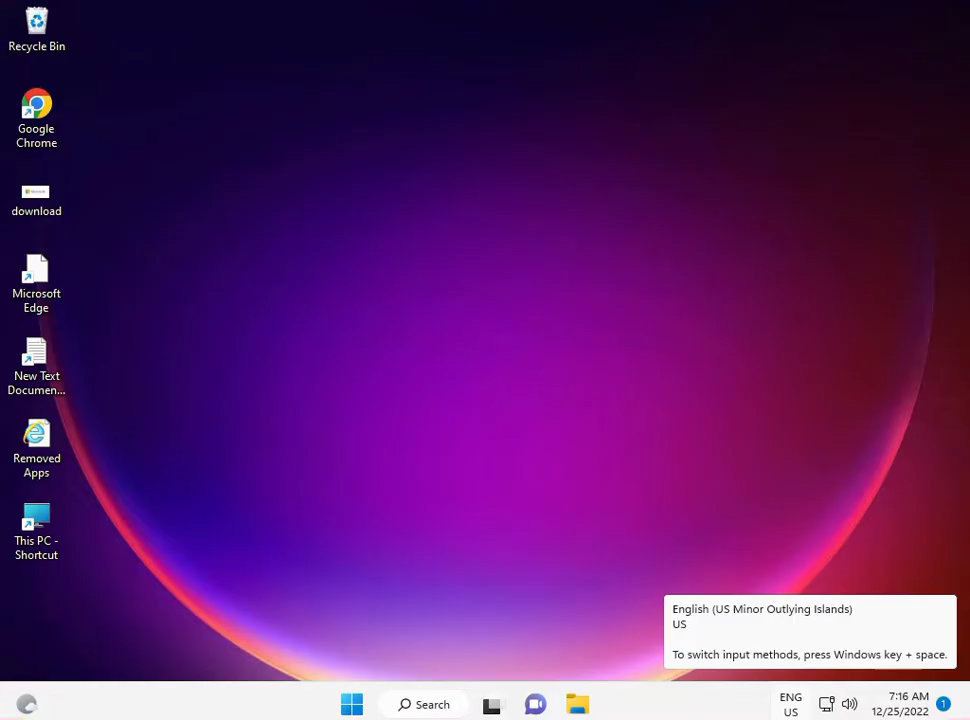 Recycle Bin
Google
Chrome
download
Microsoft
Edge
New Text
Documen...
Removed
Apps
This PC -
Shortcut
English (US Minor Outlying Islands)
US
To switch input methods, press Windows key + space.
Search
ENG
US
7:16 AM
12/25/2022
1